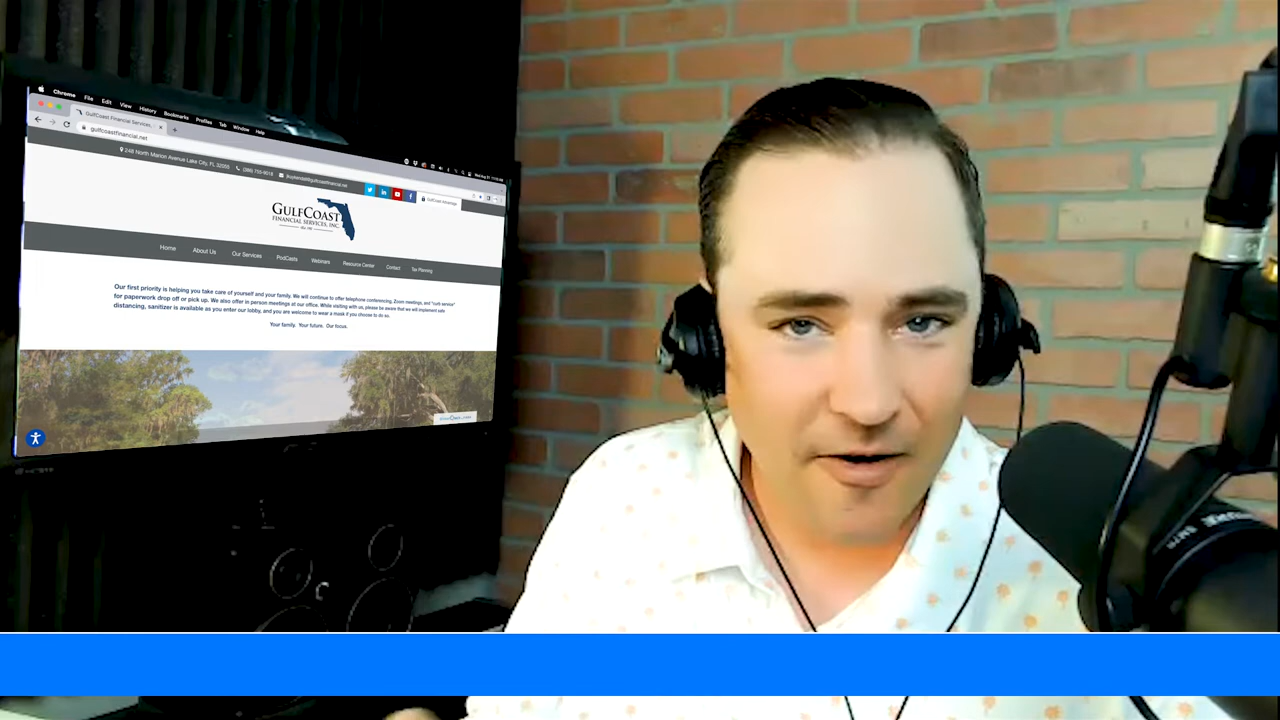 Chrome File Edit View History Bookmarks Profiles Tab Window Help
GulfCoast Financial Services,
gulfcoastfinancial.net
248 North Marion Avenue Lake City, FL 32055
GulfCoast Advantage
GULFCOAST
FINANCIAL SERVICES, INC.
Home About Us Our Services PodCasts Webinars Resource Center Contact Tax Planning
Our first priority is helping you take care of yourself and your family. We will continue to offer telephone conferencing, Zoom meetings, and "curb service"
for paperwork drop off or pick up. We also offer in person meetings at our office. While visiting with us, please be aware that we will implement safe
distancing, sanitizer is available as you enter our lobby, and you are welcome to wear a mask if you choose to do so.
Your family. Your future. Our focus.